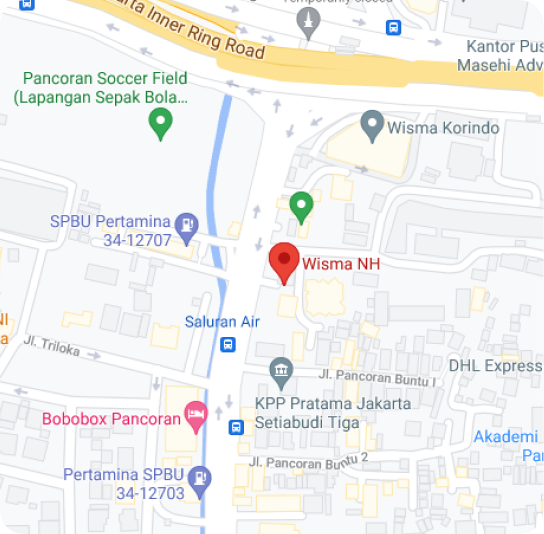 Temporarily closed
arta Inner Ring Road
Kantor Pus
Masehi Adv
Pancoran Soccer Field
(Lapangan Sepak Bola...
Wisma Korindo
SPBU Pertamina
34-12707
Wisma NH
Saluran Air
NI
a
Jl. Triloka
DHL Express
Jl. Pancoran Buntu I
KPP Pratama Jakarta
Setiabudi Tiga
Bobobox Pancoran
Akademi
Pa
Jl. Pancoran Buntu 2
Pertamina SPBU
34-12703